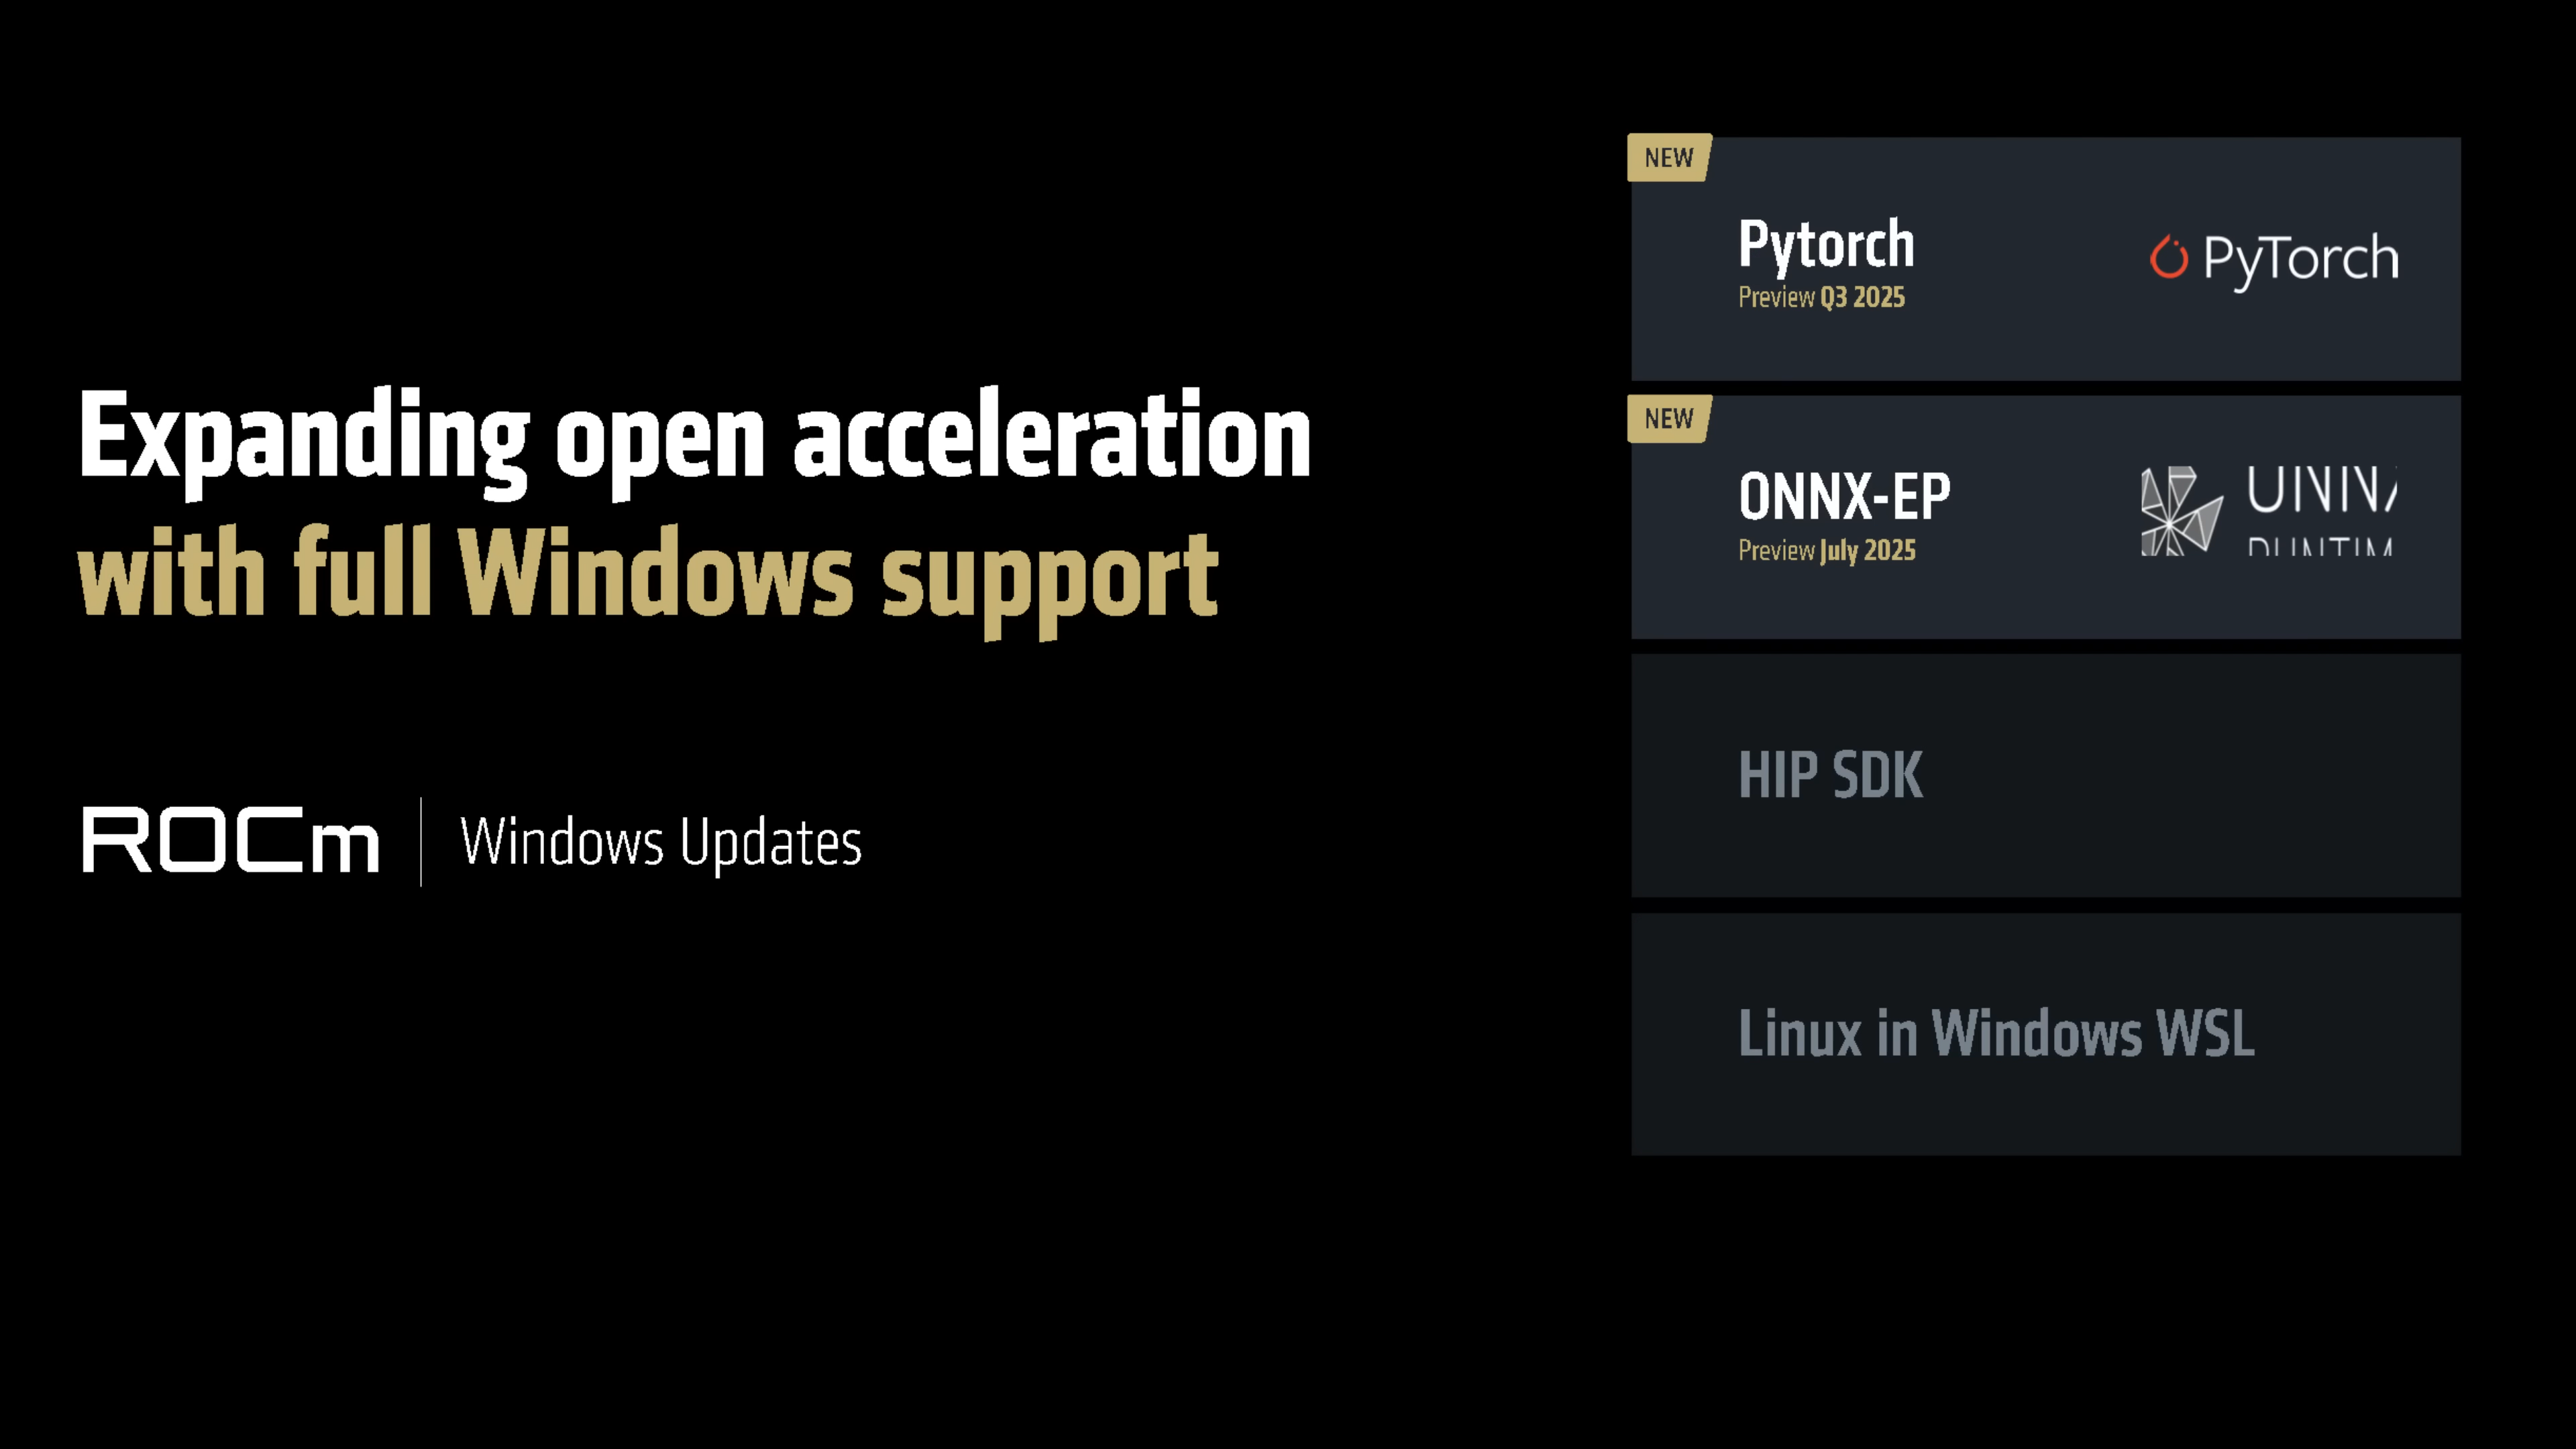 Expanding open acceleration
with full Windows support
ROCm | Windows Updates
NEW
Pytorch
Preview Q3 2025
PyTorch
NEW
ONNX-EP
Preview July 2025
HIP SDK
Linux in Windows WSL